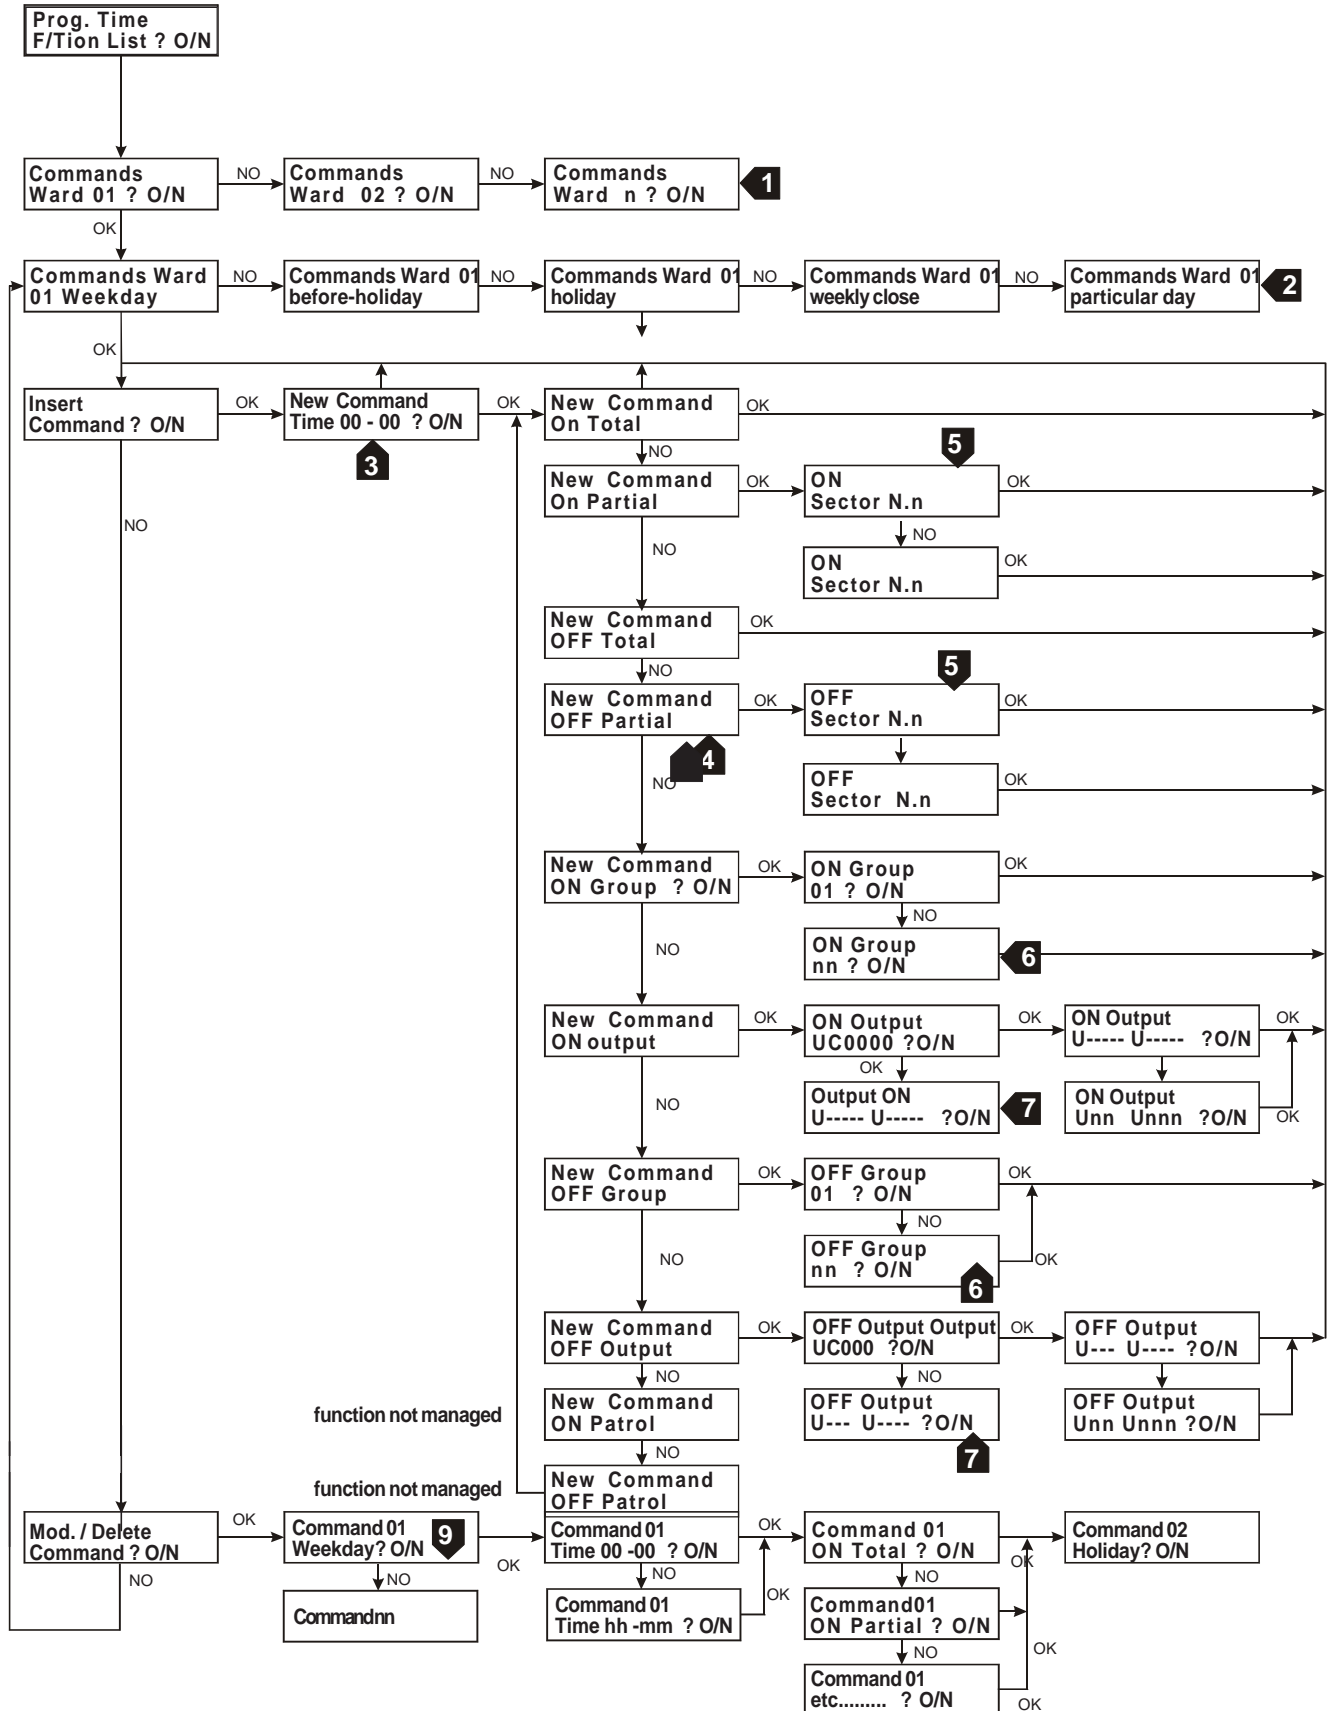 Prog. Time
F/Tion List ? O/N
Commands
Ward 01 ? O/N
NO
Commands
Ward 02 ? O/N
NO
Commands
Ward n ? O/N
1
OK
Commands Ward
01 Weekday
NO
Commands Ward 01
before-holiday
NO
Commands Ward 01
holiday
NO
Commands Ward 01
weekly close
NO
Commands Ward 01
particular day
2
OK
Insert
Command ? O/N
OK
New Command
Time 00 - 00 ? O/N
OK
3
New Command
On Total
OK
NO
New Command
On Partial
OK
5
ON
Sector N.n
OK
NO
NO
NO
ON
Sector N.n
OK
New Command
OFF Total
OK
NO
New Command
OFF Partial
OK
5
OFF
Sector N.n
OK
4
NO
OFF
Sector N.n
OK
New Command
ON Group ? O/N
OK
ON Group
01 ? O/N
OK
NO
NO
ON Group
nn ? O/N
6
New Command
ON output
OK
ON Output
UC0000 ?O/N
OK
ON Output
U----- U----- ?O/N
OK
OK
NO
Output ON
U----- U----- ?O/N
7
ON Output
Unn Unnn ?O/N
OK
New Command
OFF Group
OK
OFF Group
01 ? O/N
OK
NO
NO
OFF Group
nn ? O/N
OK
6
New Command
OFF Output
OK
OFF Output Output
UC000 ?O/N
OK
OFF Output
U--- U---- ?O/N
NO
NO
function not managed
New Command
ON Patrol
OFF Output
U--- U---- ?O/N
7
OFF Output
Unn Unnn ?O/N
NO
function not managed
New Command
OFF Patrol
Mod. / Delete
Command ? O/N
OK
Command 01
Weekday? O/N
9
OK
Command 01
Time 00 -00 ? O/N
OK
Command 01
ON Total ? O/N
OK
Command 02
Holiday? O/N
NO
NO
NO
NO
Commandnn
Command 01
Time hh -mm ? O/N
OK
Command01
ON Partial ? O/N
OK
NO
Command 01
etc......... ? O/N
OK